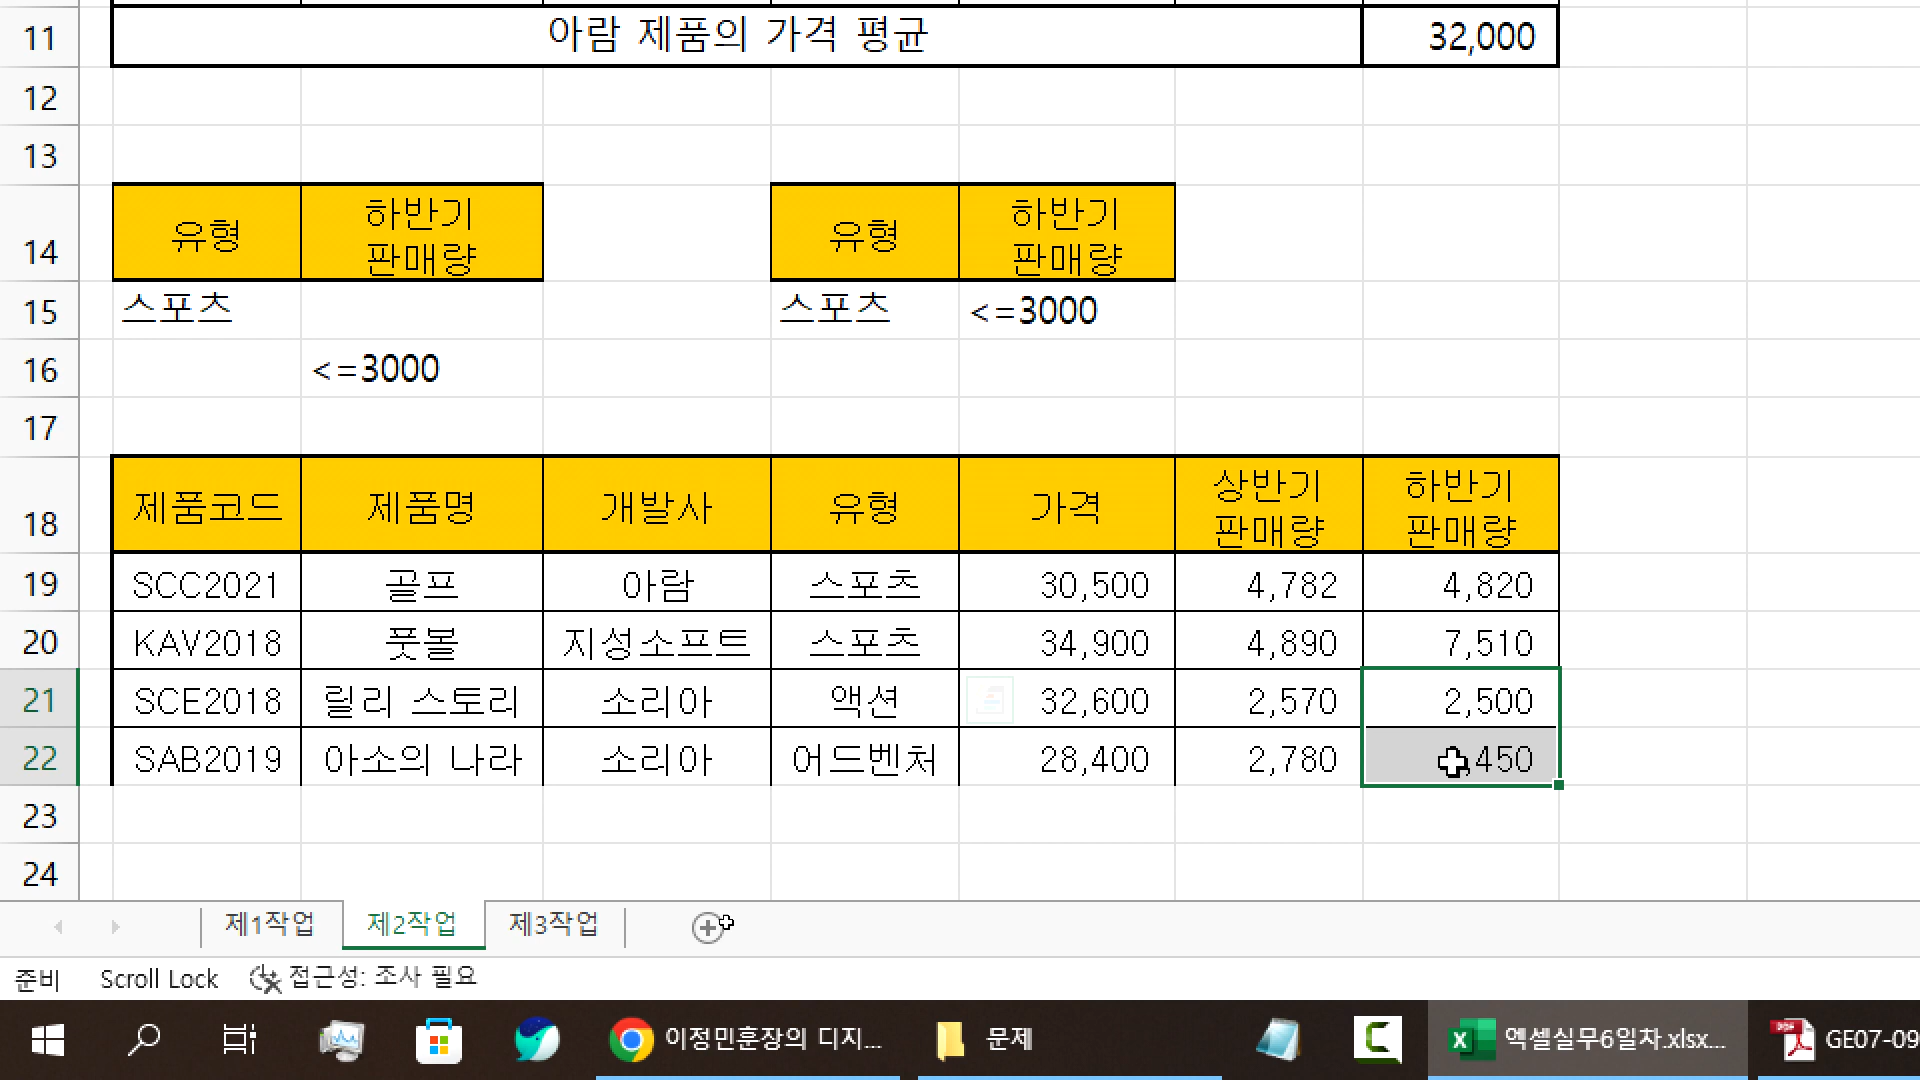 11 아람 제품의 가격 평균 32,000
12
13
14 유형 하반기 판매량 유형 하반기 판매량
15 스포츠 스포츠 <=3000
16 <=3000
17
18 제품코드 제품명 개발사 유형 가격 상반기 판매량 하반기 판매량
19 SCC2021 골프 아람 스포츠 30,500 4,782 4,820
20 KAV2018 풋볼 지성소프트 스포츠 34,900 4,890 7,510
21 SCE2018 릴리 스토리 소리아 액션 32,600 2,570 2,500
22 SAB2019 아소의 나라 소리아 어드벤처 28,400 2,780 ,450
23
24
제1작업 제2작업 제3작업
준비 Scroll Lock 접근성: 조사 필요
이정민훈장의 디지... 문제 엑셀실무6일차.xlsx... GE07-09